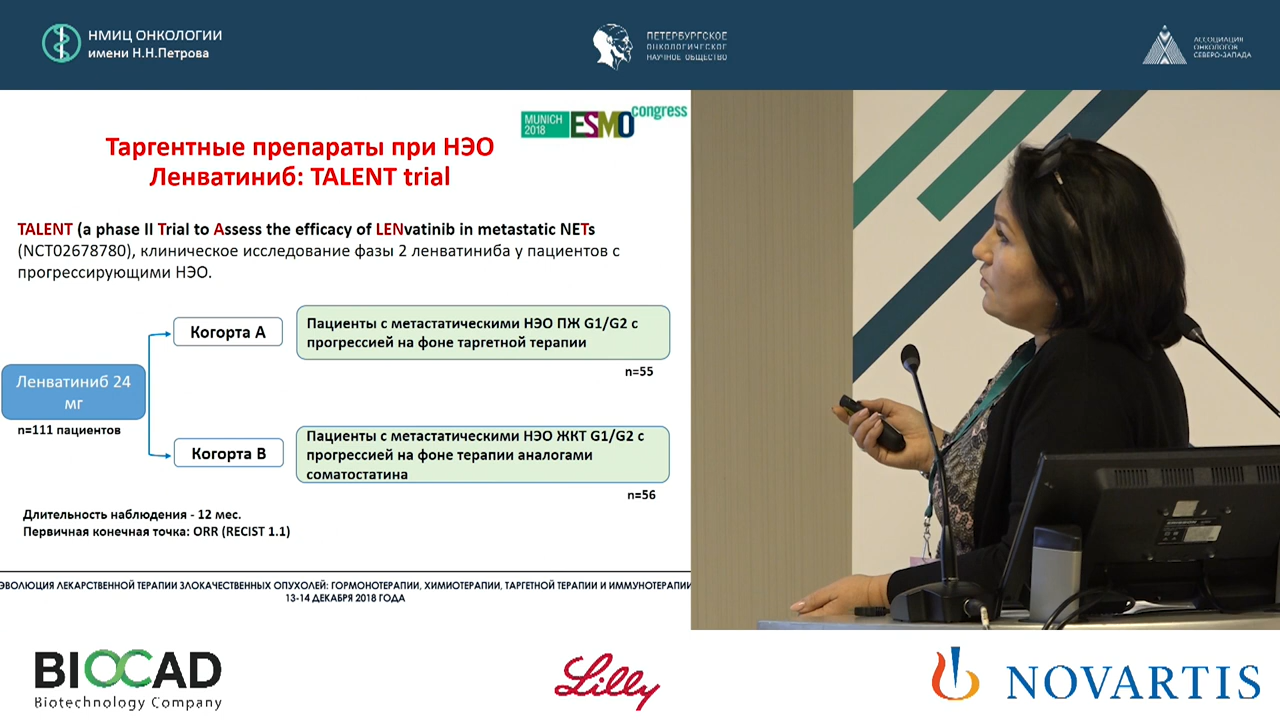 НМИЦ ОНКОЛОГИИ
имени Н.Н.Петрова
ПЕТЕРБУРГСКОЕ
ОНКОЛОГИЧЕСКОЕ
НАУЧНОЕ ОБЩЕСТВО
АССОЦИАЦИЯ
ОНКОЛОГОВ
СЕВЕРО-ЗАПАДА
MUNICH
2018
ESMO
congress
Таргентные препараты при НЭО
Ленватиниб: TALENT trial
TALENT (a phase II Trial to Assess the efficacy of LENvatinib in metastatic NETs
(NCT02678780), клиническое исследование фазы 2 ленватиниба у пациентов с
прогрессирующими НЭО.
Когорта А
Пациенты с метастатическими НЭО ПЖ G1/G2 с
прогрессией на фоне таргетной терапии
n=55
Ленватиниб 24
мг
n=111 пациентов
Когорта В
Пациенты с метастатическими НЭО ЖКТ G1/G2 с
прогрессией на фоне терапии аналогами
соматостатина
n=56
Длительность наблюдения - 12 мес.
Первичная конечная точка: ORR (RECIST 1.1)
ЭВОЛЮЦИЯ ЛЕКАРСТВЕННОЙ ТЕРАПИИ ЗЛОКАЧЕСТВЕННЫХ ОПУХОЛЕЙ: ГОРМОНОТЕРАПИИ, ХИМИОТЕРАПИИ, ТАРГЕТНОЙ ТЕРАПИИ И ИММУНОТЕРАПИИ
13-14 ДЕКАБРЯ 2018 ГОДА
BIOCAD
Biotechnology Company
Lilly
NOVARTIS